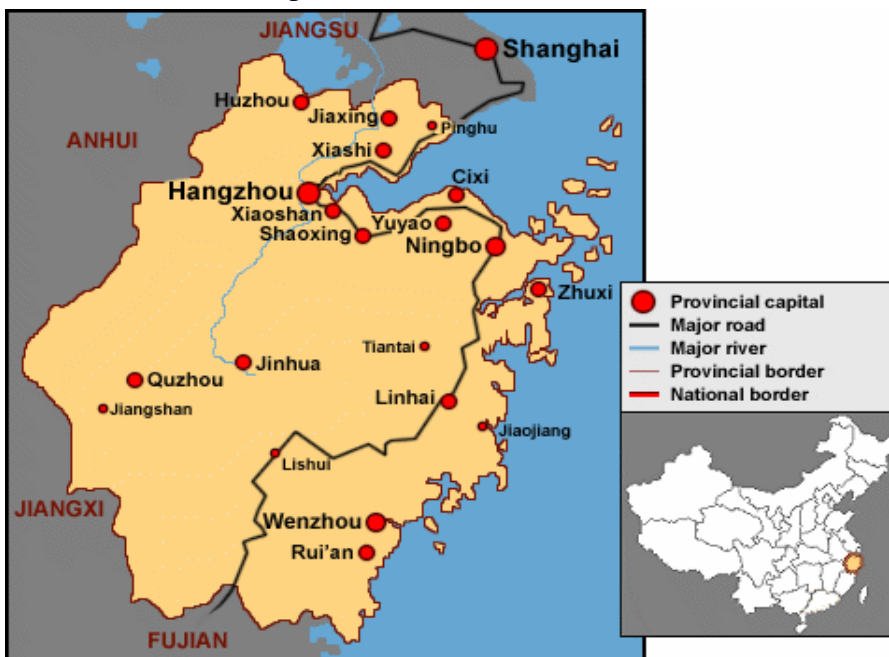 JIANGSU
Shanghai
Huzhou
Jiaxing
Pinghu
ANHUI
Xiashi
Hangzhou
Cixi
Xiaoshan
Yuyao
Shaoxing
Ningbo
Zhuxi
Provincial capital
Major road
Tiantai
Major river
Jinhua
Provincial border
Quzhou
National border
Linhai
Jiangshan
Jiaojiang
Lishui
JIANGXI
Wenzhou
Rui'an
FUJIAN